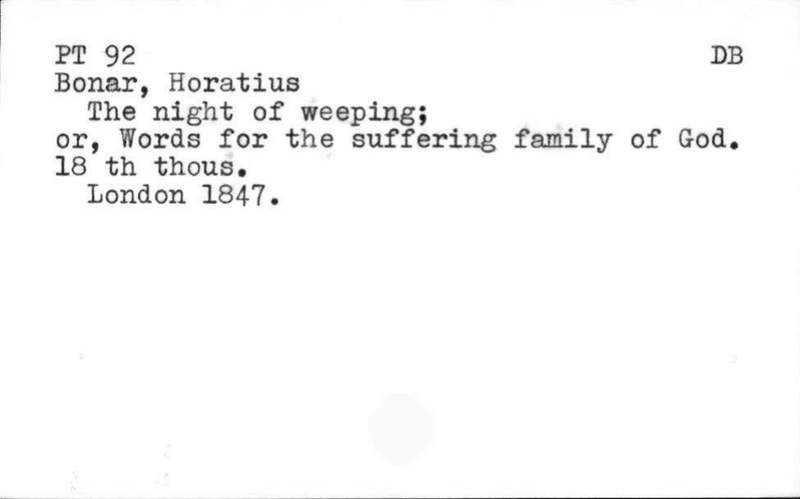 PT 92 DB
Bonar, Horatius
The night of weeping;
or, Words for the suffering family of God.
18 th thous.
London 1847.